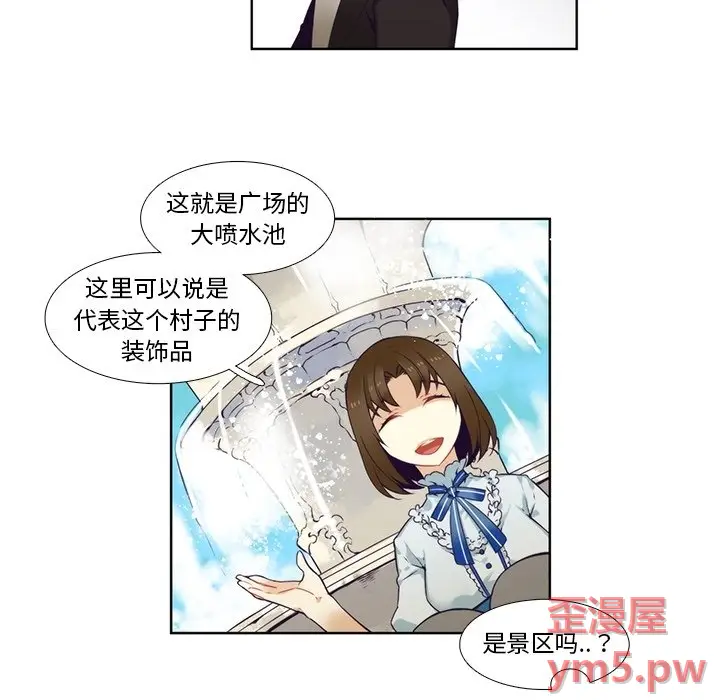 这就是广场的
大喷水池
这里可以说是
代表这个村子的
装饰品
是景区吗..？
歪漫屋
ym5.pw